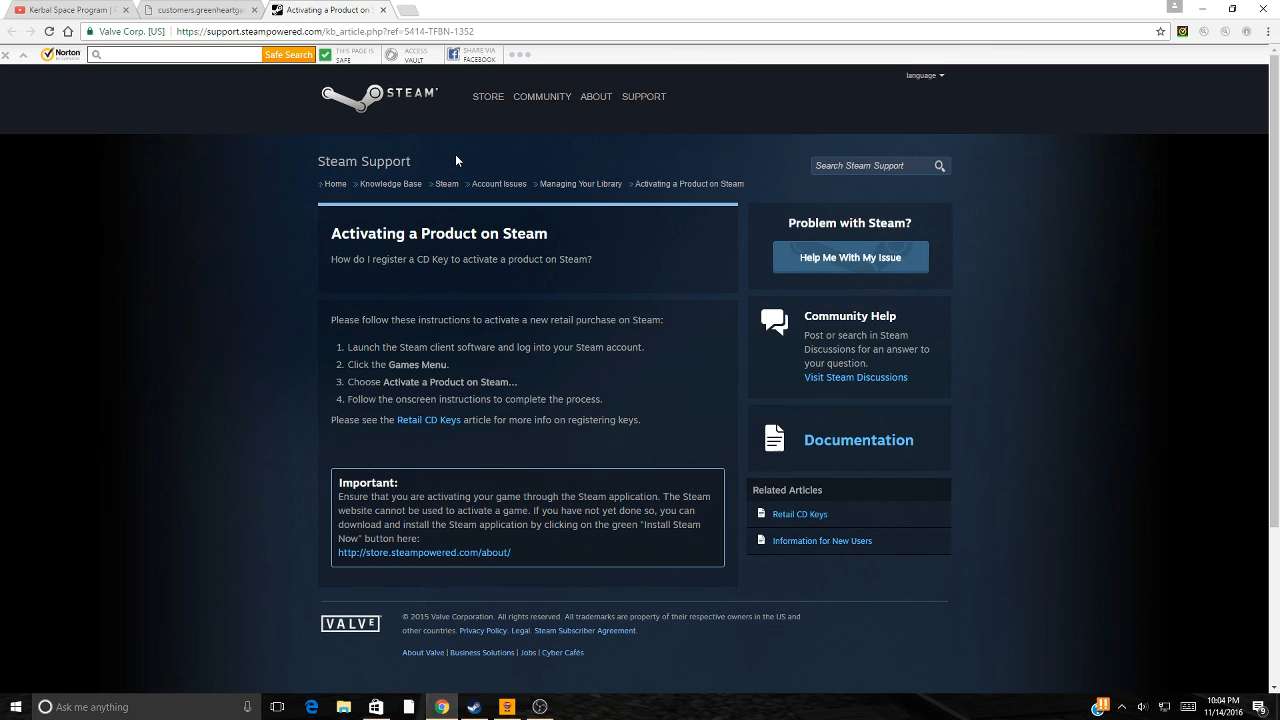 Kerbal Space Program |
customers.greenheartga
Activating a Product on S
Valve Corp. [US]
https://support.steampowered.com/kb_article.php?ref=5414-TFBN-1352
Norton
Safe Search
THIS PAGE IS
SAFE
ACCESS
VAULT
SHARE VIA
FACEBOOK
language
STEAM
STORE COMMUNITY ABOUT SUPPORT
Steam Support
Search Steam Support
Home Knowledge Base Steam Account Issues Managing Your Library Activating a Product on Steam
Activating a Product on Steam
How do I register a CD Key to activate a product on Steam?
Please follow these instructions to activate a new retail purchase on Steam:
1. Launch the Steam client software and log into your Steam account.
2. Click the Games Menu.
3. Choose Activate a Product on Steam...
4. Follow the onscreen instructions to complete the process.
Please see the Retail CD Keys article for more info on registering keys.
Important:
Ensure that you are activating your game through the Steam application. The Steam
website cannot be used to activate a game. If you have not yet done so, you can
download and install the Steam application by clicking on the green "Install Steam
Now" button here:
http://store.steampowered.com/about/
Problem with Steam?
Help Me With My Issue
Community Help
Post or search in Steam
Discussions for an answer to
your question.
Visit Steam Discussions
Documentation
Related Articles
Retail CD Keys
Information for New Users
VALVE
© 2015 Valve Corporation. All rights reserved. All trademarks are property of their respective owners in the US and
other countries. Privacy Policy. Legal. Steam Subscriber Agreement.
About Valve | Business Solutions | Jobs | Cyber Cafés
Ask me anything
10:04 PM
11/14/2016